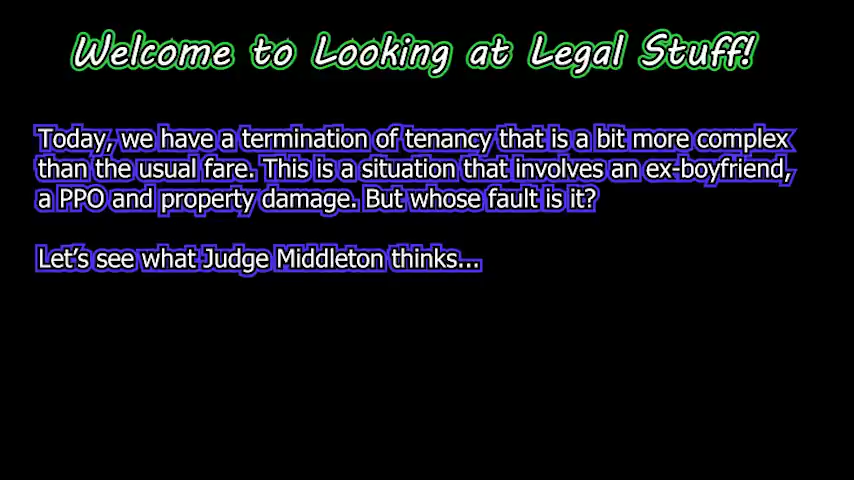 Welcome to Looking at Legal Stuff!
Today, we have a termination of tenancy that is a bit more complex
than the usual fare. This is a situation that involves an ex-boyfriend,
a PPO and property damage. But whose fault is it?
Let's see what Judge Middleton thinks...